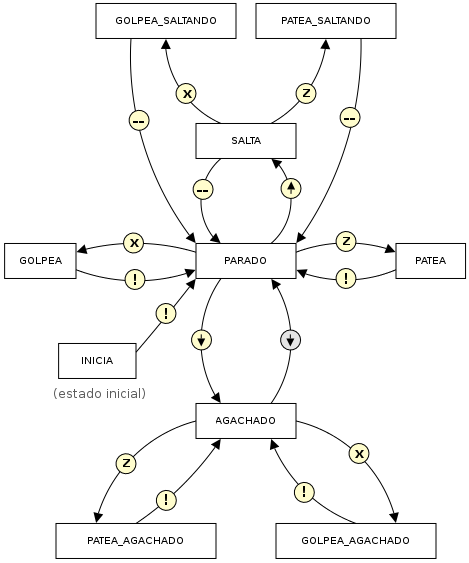 GOLPEA_SALTANDO
PATEA_SALTANDO
X
Z
--
--
SALTA
--
X
Z
GOLPEA
PARADO
PATEA
!
!
!
INICIA
(estado inicial)
AGACHADO
Z
X
!
!
PATEA_AGACHADO
GOLPEA_AGACHADO